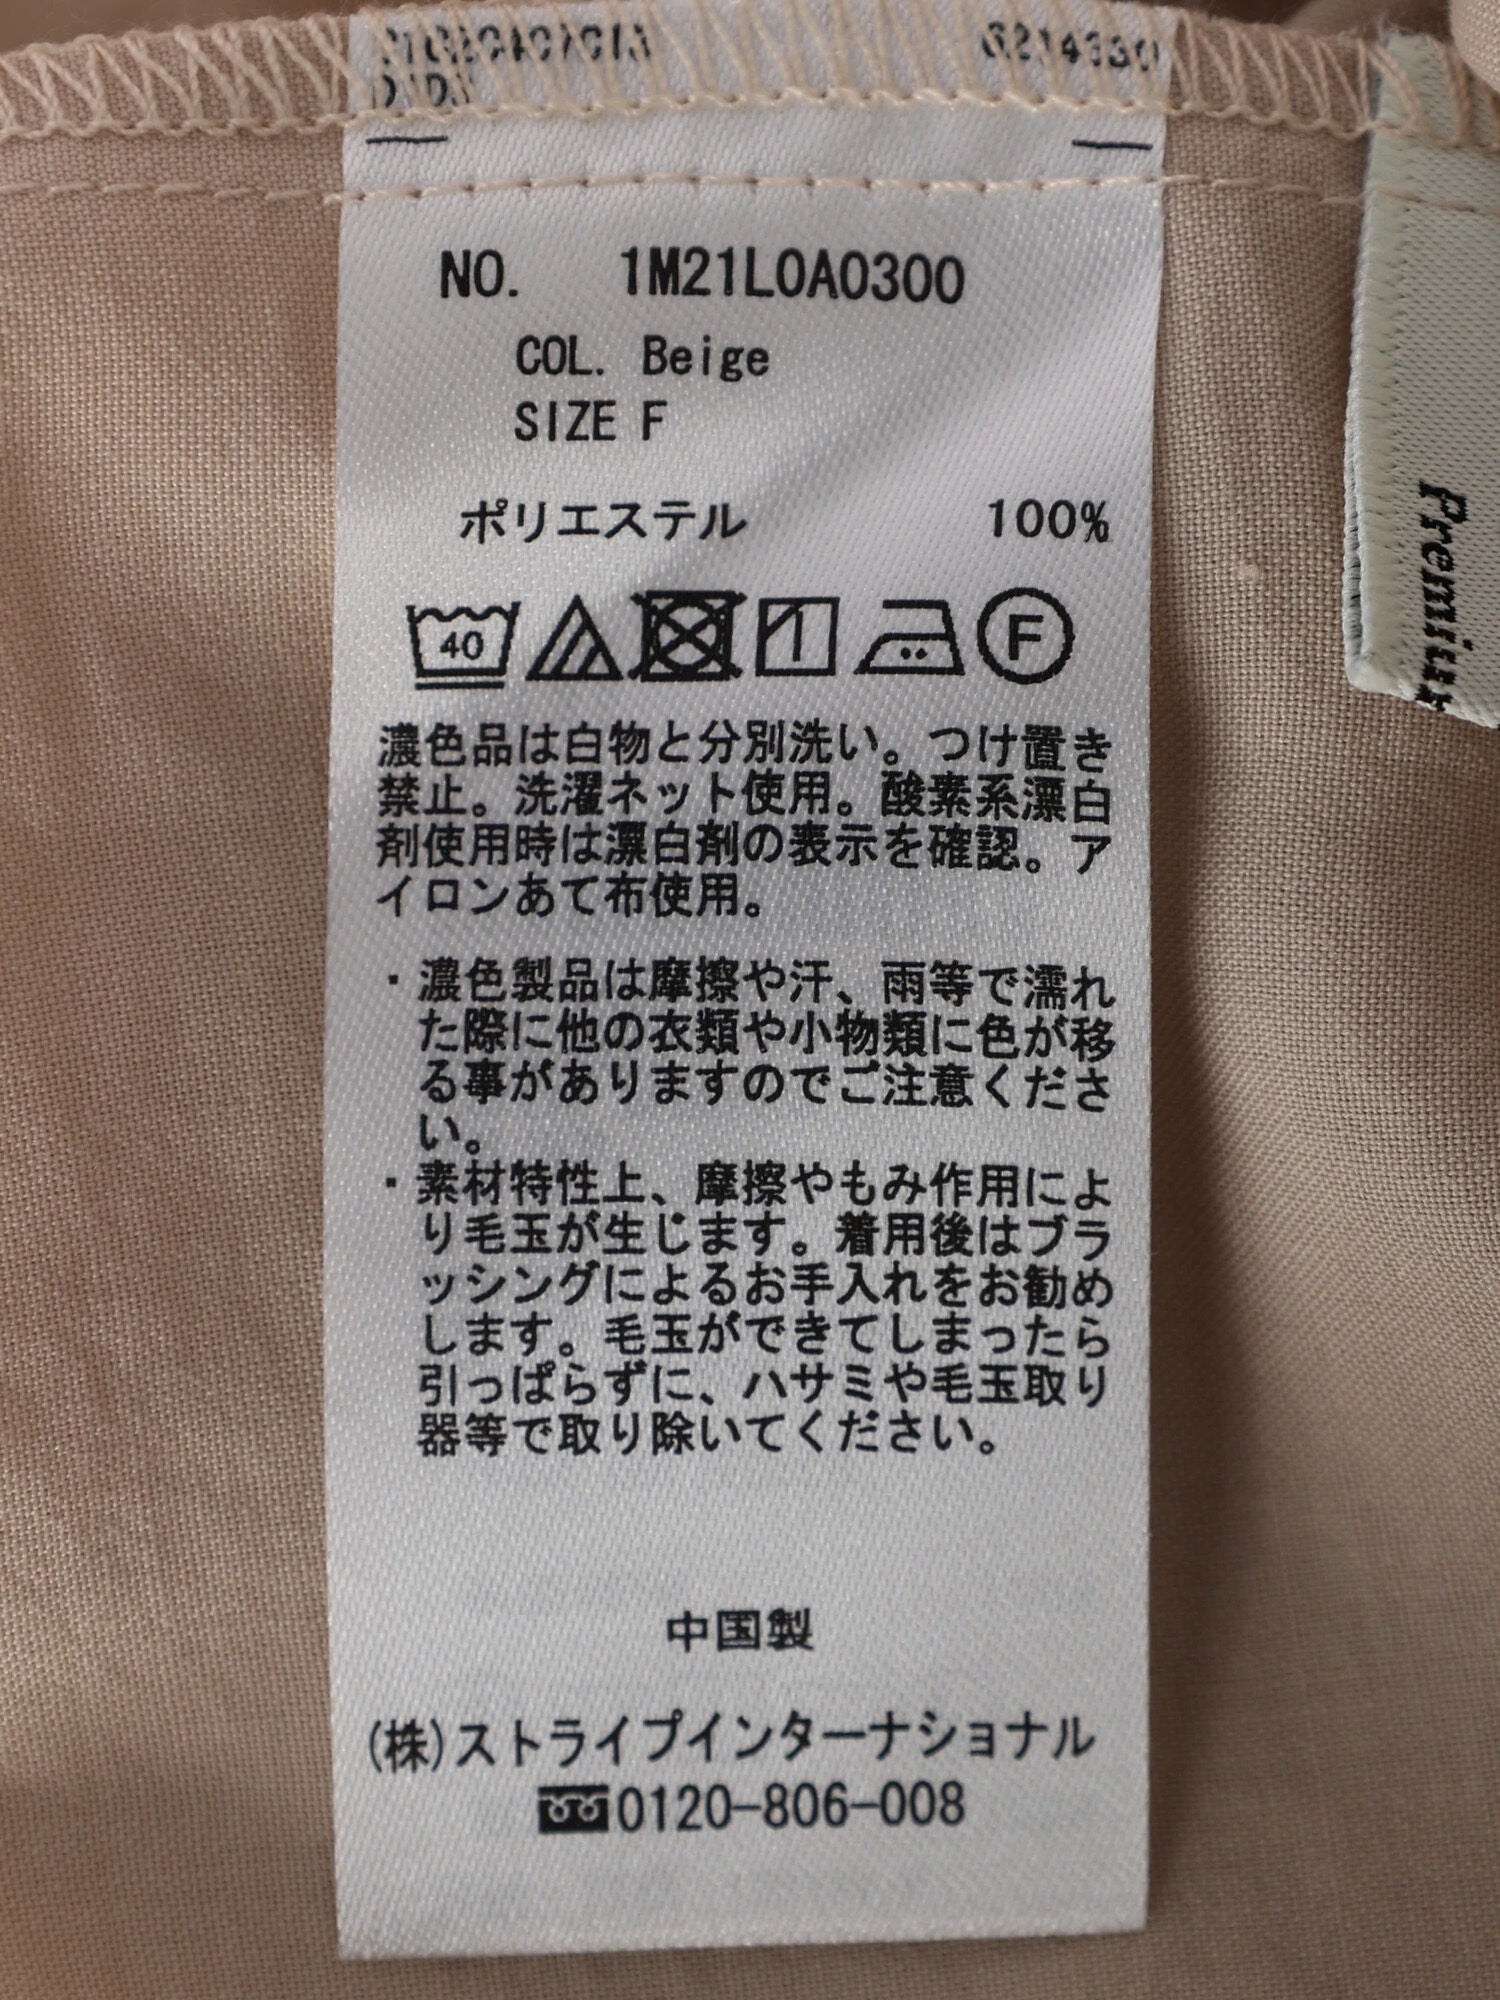 NO. 1M21L0A0300
COL. Beige
SIZE F
ポリエステル 100%
40
F
濃色品は白物と分別洗い。つけ置き
禁止。洗濯ネット使用。酸素系漂白
剤使用時は漂白剤の表示を確認。ア
イロンあて布使用。
・濃色製品は摩擦や汗、雨等で濡れ
た際に他の衣類や小物類に色が移
る事がありますのでご注意くださ
い。
・素材特性上、摩擦やもみ作用によ
り毛玉が生じます。着用後はブラ
ッシングによるお手入れをお勧め
します。毛玉ができてしまったら
引っぱらずに、ハサミや毛玉取り
器等で取り除いてください。
中国製
(株)ストライプインターナショナル
0120-806-008